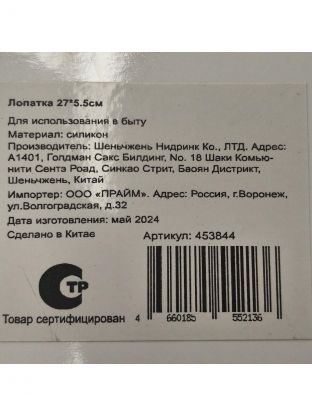 Лопатка 27*5.5см
Для использования в быту
Материал: силикон
Производитель: Шеньчжень Нидринк Ко., ЛТД. Адрес:
А1401, Голдман Сакс Билдинг, No. 18 Шаки Комью-
нити Сентэ Роад, Синкао Стрит, Баоян Дистрикт,
Шеньчжень, Китай
Импортер: ООО «ПРАЙМ». Адрес: Россия, г.Воронеж,
ул.Волгоградская, д.32
Дата изготовления: май 2024
Сделано в Китае Артикул: 453844
СТР
Товар сертифицирован 4 660185 552136